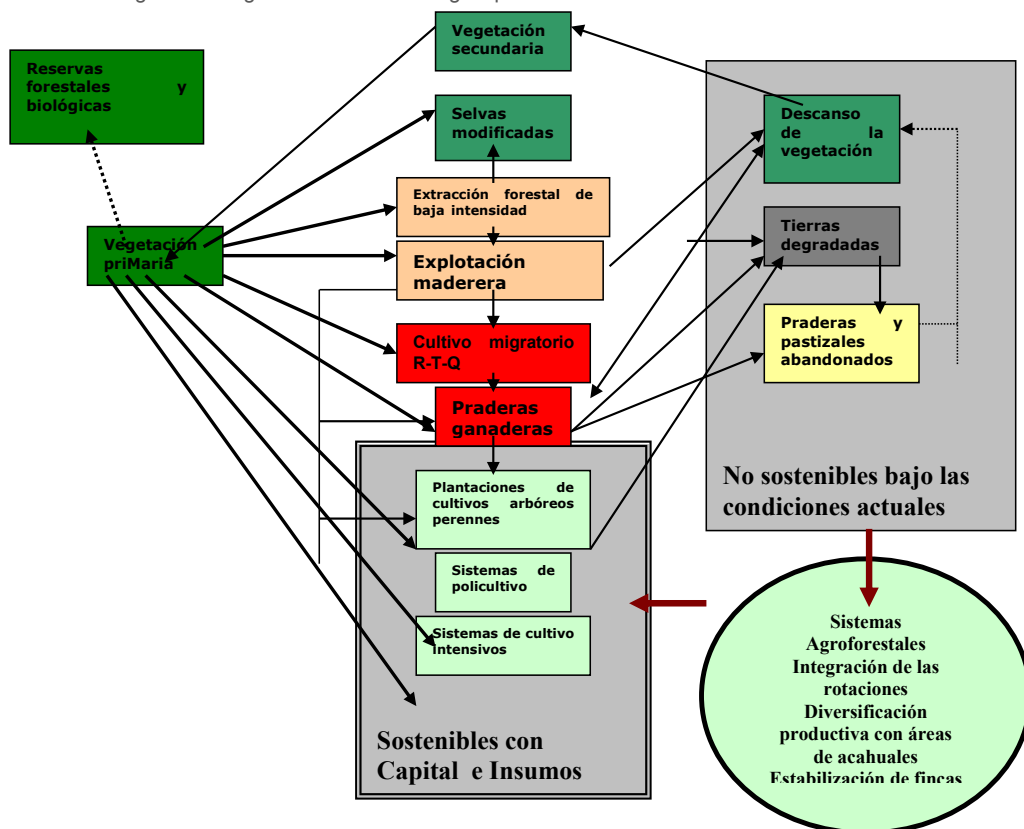 Vegetación
secundaria
Reservas
forestales y
biológicas
Selvas
modificadas
Descanso
de la
vegetación
Extracción forestal de
baja intensidad
Vegetación
priMaria
Tierras
degradadas
Explotación
maderera
Cultivo migratorio
R-T-Q
Praderas y
pastizales
abandonados
Praderas
ganaderas
No sostenibles bajo las
condiciones actuales
Plantaciones de
cultivos arbóreos
perennes
Sistemas de
policultivo
Sistemas de cultivo
intensivos
Sostenibles con
Capital e Insumos
Sistemas
Agroforestales
Integración de las
rotaciones
Diversificación
productiva con áreas
de acahuales
Estabilización de fincas